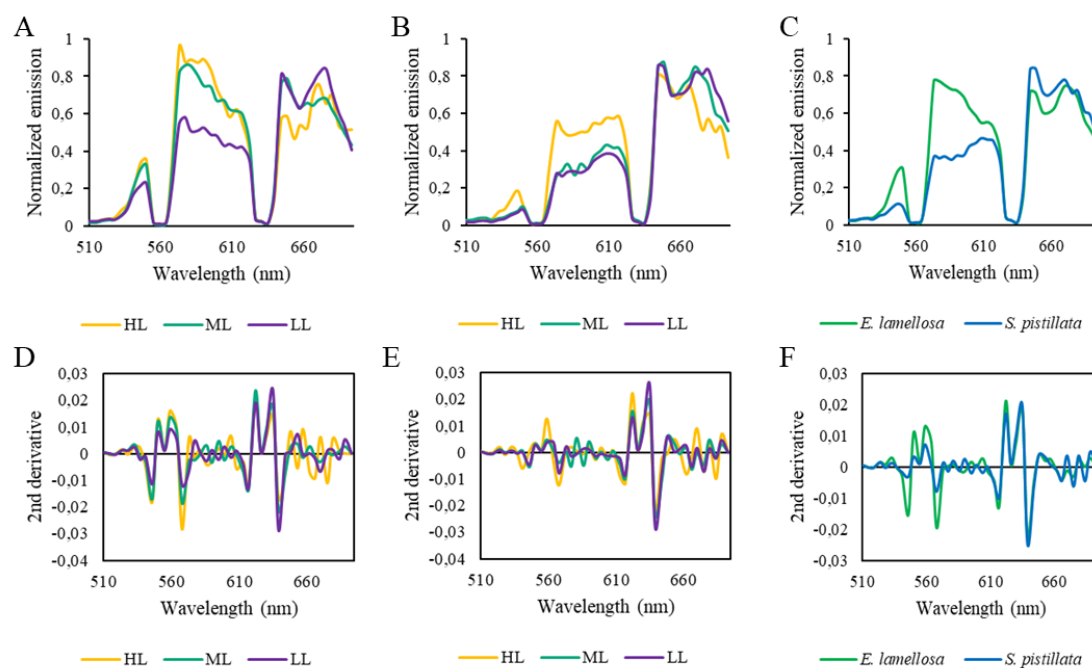 A
B
C
Normalized emission
1
0,8
0,6
0,4
0,2
0
510 560 610 660
Wavelength (nm)
HL ML LL
Normalized emission
1
0,8
0,6
0,4
0,2
0
510 560 610 660
Wavelength (nm)
HL ML LL
Normalized emission
1
0,8
0,6
0,4
0,2
0
510 560 610 660
Wavelength (nm)
E. lamellosa S. pistillata
D
E
F
2nd derivative
0,03
0,02
0,01
0
-0,01
-0,02
-0,03
-0,04
510 560 610 660
Wavelength (nm)
HL ML LL
2nd derivative
0,03
0,02
0,01
0
-0,01
-0,02
-0,03
-0,04
510 560 610 660
Wavelength (nm)
HL ML LL
2nd derivative
0,03
0,02
0,01
0
-0,01
-0,02
-0,03
510 560 610 660
Wavelength (nm)
E. lamellosa S. pistillata